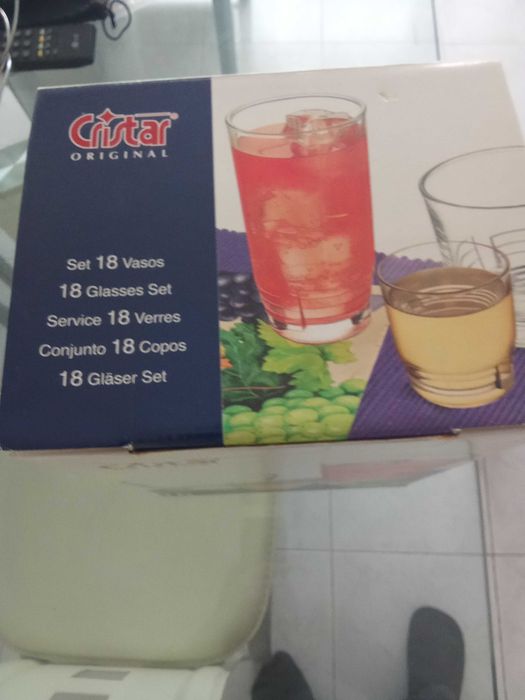 Cristar®
ORIGINAL
Set 18 Vasos
18 Glasses Set
Service 18 Verres
Conjunto 18 Copos
18 Gläser Set